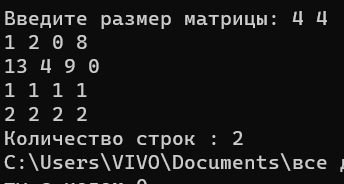 Введите размер матрицы: 4 4
1 2 0 8
13 4 9 0
1 1 1 1
2 2 2 2
Количество строк : 2
C:\Users\VIVO\Documents\все